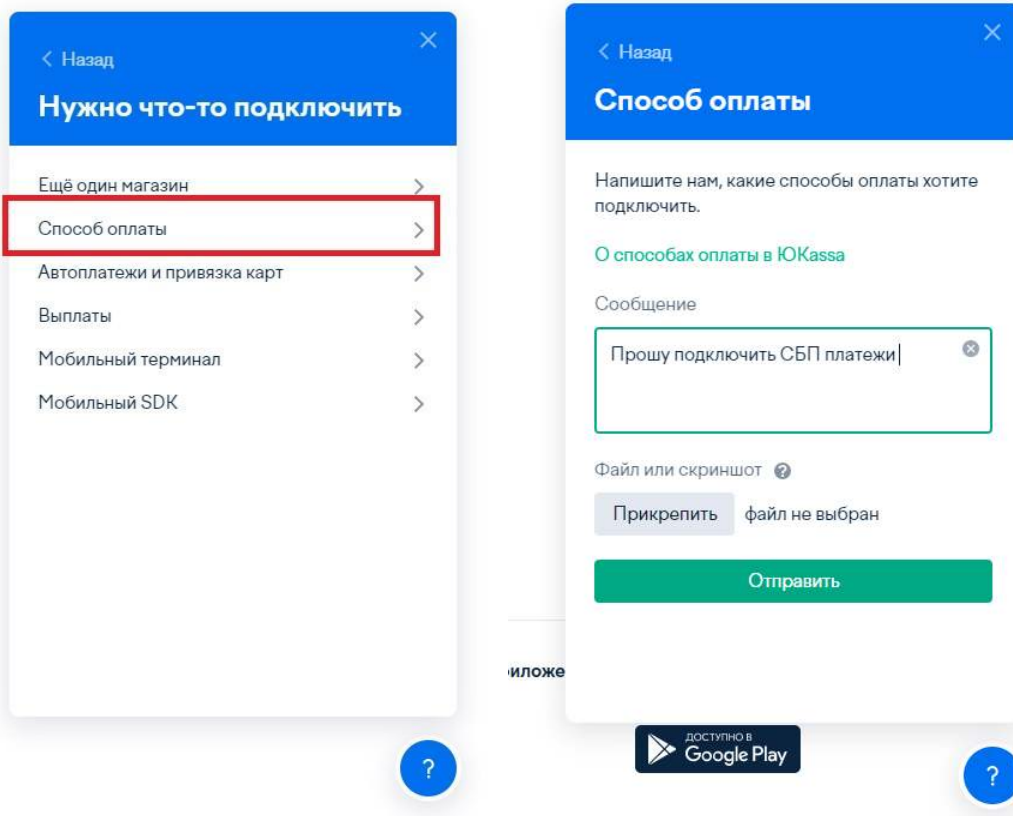 Назад
Нужно что-то подключить
Ещё один магазин
Способ оплаты
Автоплатежи и привязка карт
Выплаты
Мобильный терминал
Мобильный SDK
?
Назад
Способ оплаты
Напишите нам, какие способы оплаты хотите
подключить.
О способах оплаты в ЮKassa
Сообщение
Прошу подключить СБП платежи
Файл или скриншот ?
Прикрепить файл не выбран
Отправить
иложе
ДОСТУПНО В
Google Play
?